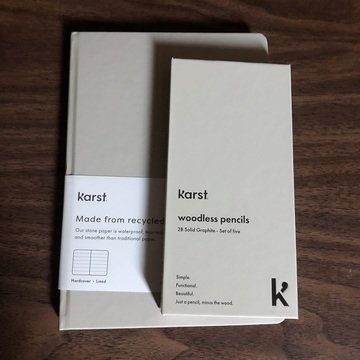 karst
Made from recycled
Our stone paper is waterproof,
and smoother than traditional paper.
Hardcover • Lined
karst
woodless pencils
2B Solid Graphite - Set of five
Simple.
Functional.
Beautiful.
Just a pencil, minus the wood.
k